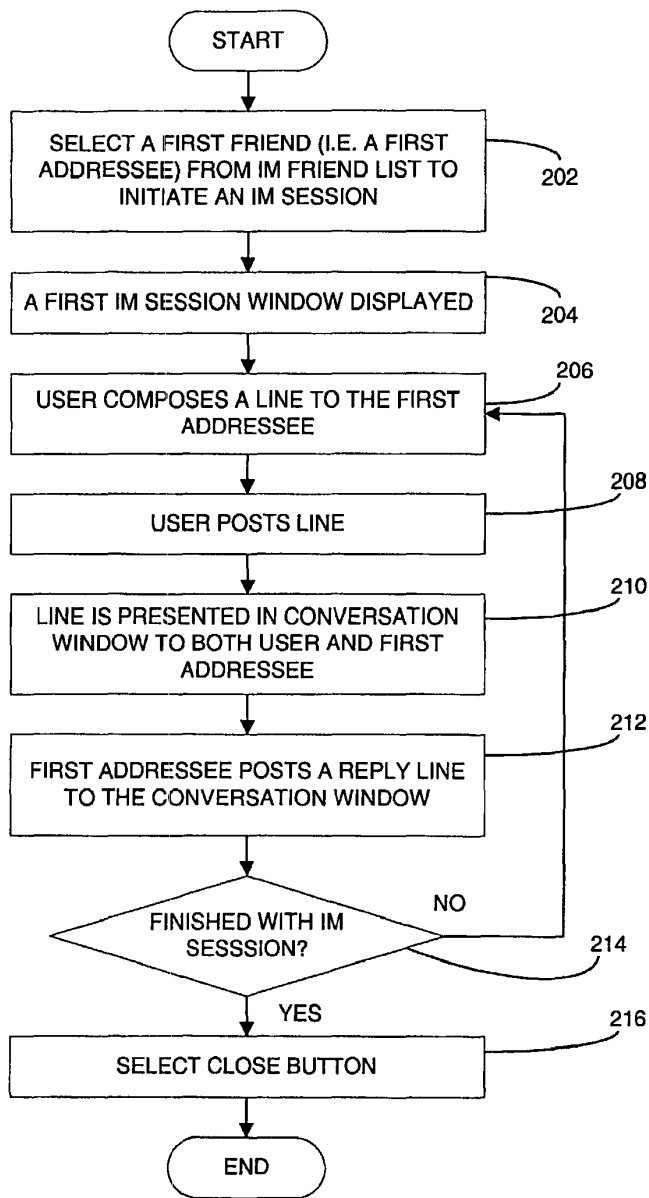 START
SELECT A FIRST FRIEND (I.E. A FIRST
ADDRESSEE) FROM IM FRIEND LIST TO
INITIATE AN IM SESSION
202
A FIRST IM SESSION WINDOW DISPLAYED
204
206
USER COMPOSES A LINE TO THE FIRST
ADDRESSEE
208
USER POSTS LINE
210
LINE IS PRESENTED IN CONVERSATION
WINDOW TO BOTH USER AND FIRST
ADDRESSEE
212
FIRST ADDRESSEE POSTS A REPLY LINE
TO THE CONVERSATION WINDOW
NO
FINISHED WITH IM
SESSSION?
214
YES
216
SELECT CLOSE BUTTON
END